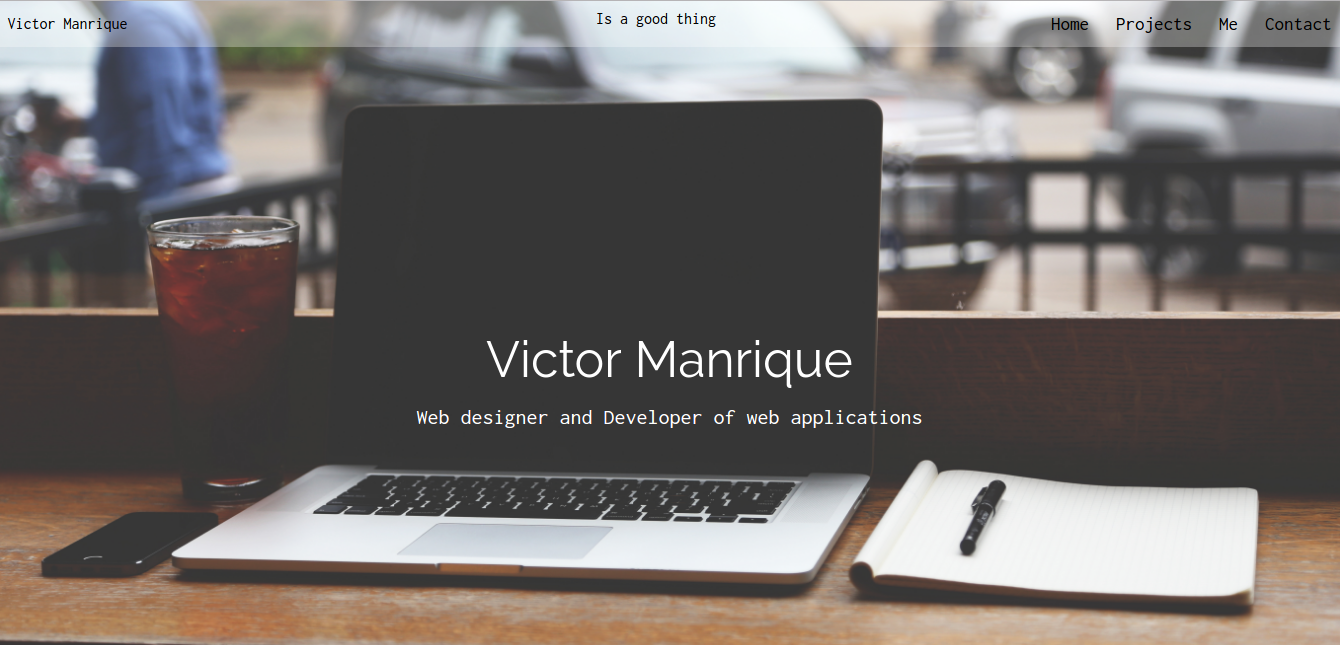 Victor Manrique
Is a good thing
Home Projects Me Contact
Victor Manrique
Web designer and Developer of web applications